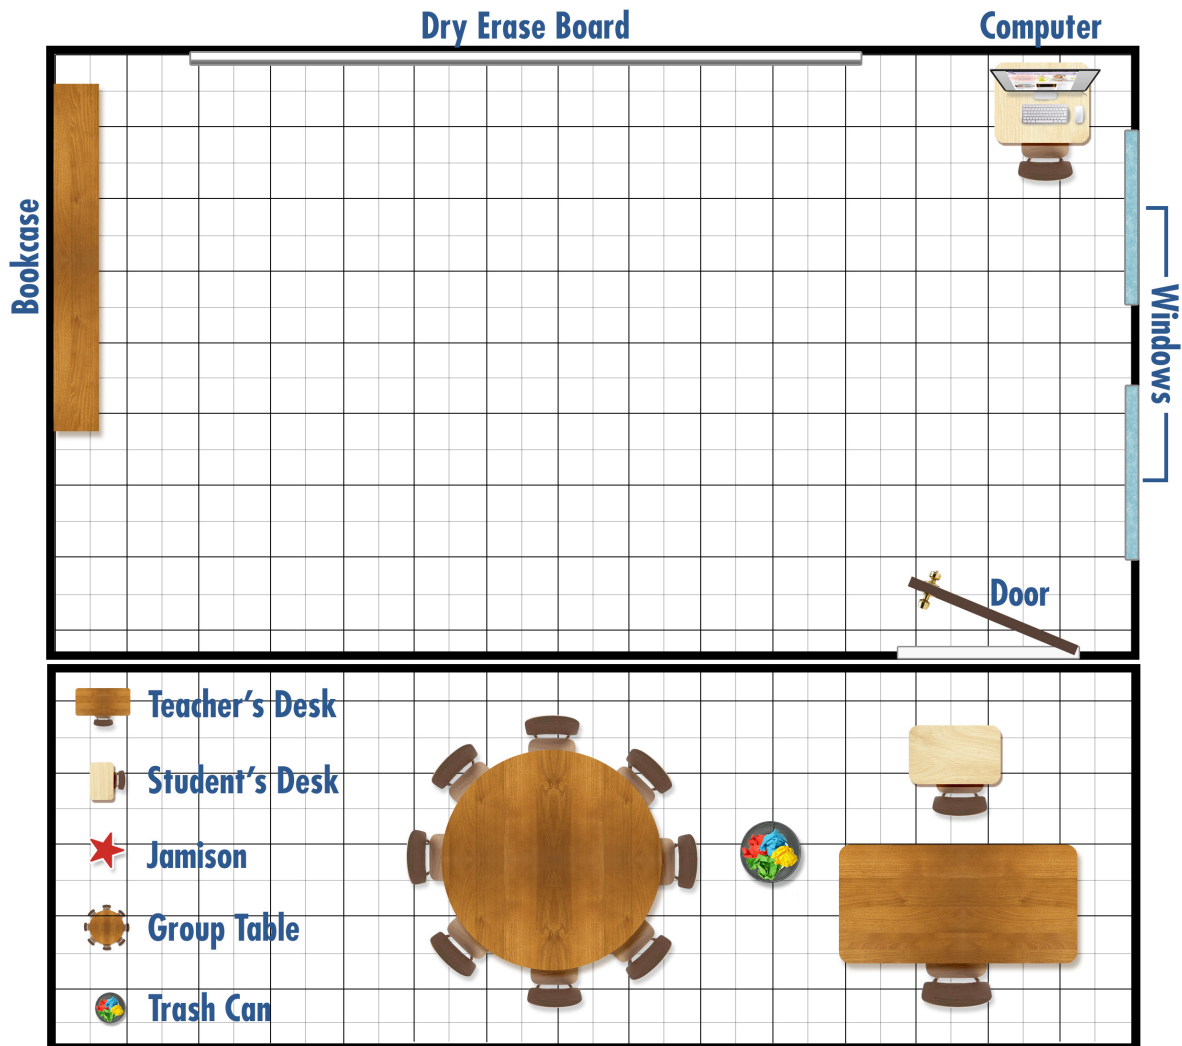 Dry Erase Board
Computer
Bookcase
Windows
Door
Teacher's Desk
Student's Desk
Jamison
Group Table
Trash Can